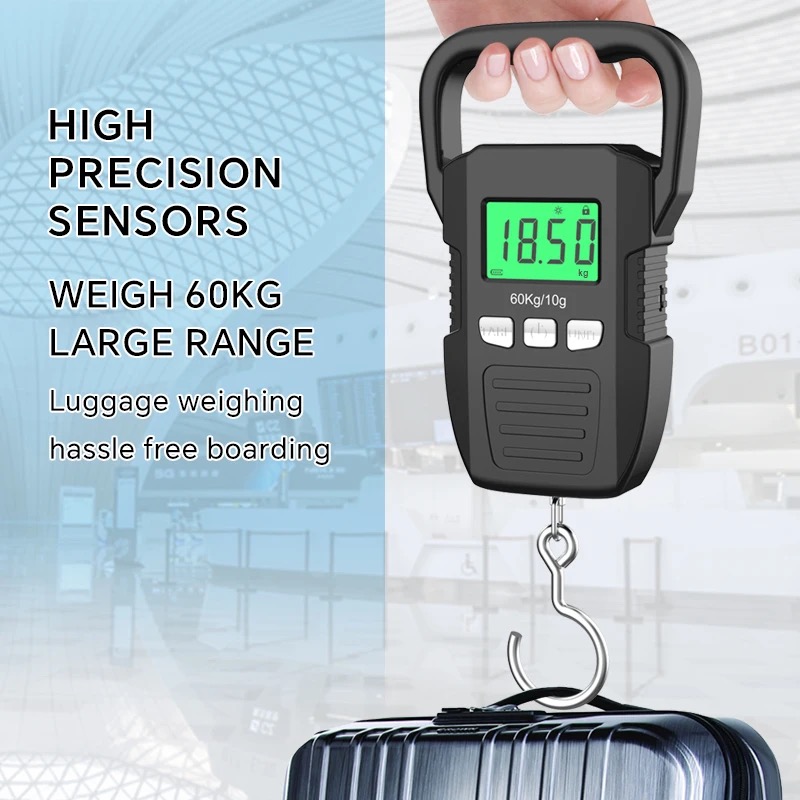 HIGH
PRECISION
SENSORS
WEIGH 60KG
LARGE RANGE
Luggage weighing
hassle free boarding
18.50
kg
60Kg/10g
B01